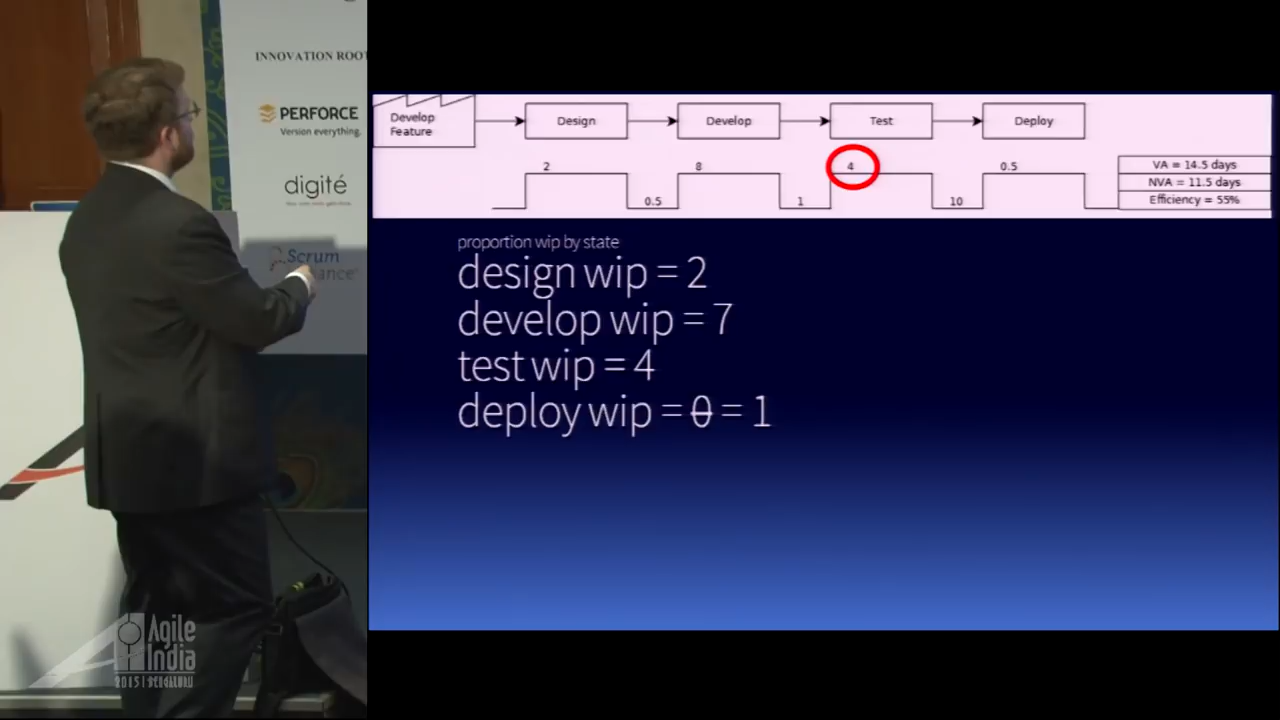 INNOVATION ROOT
PERFORCE
Version everything.
digité
Scrum
Agile
India
2015 | BENGALURU
Develop
Feature
Design
Develop
Test
Deploy
2
8
4
0.5
0.5
1
10
VA = 14.5 days
NVA = 11.5 days
Efficiency = 55%
proportion wip by state
design wip = 2
develop wip = 7
test wip = 4
deploy wip = 0 = 1